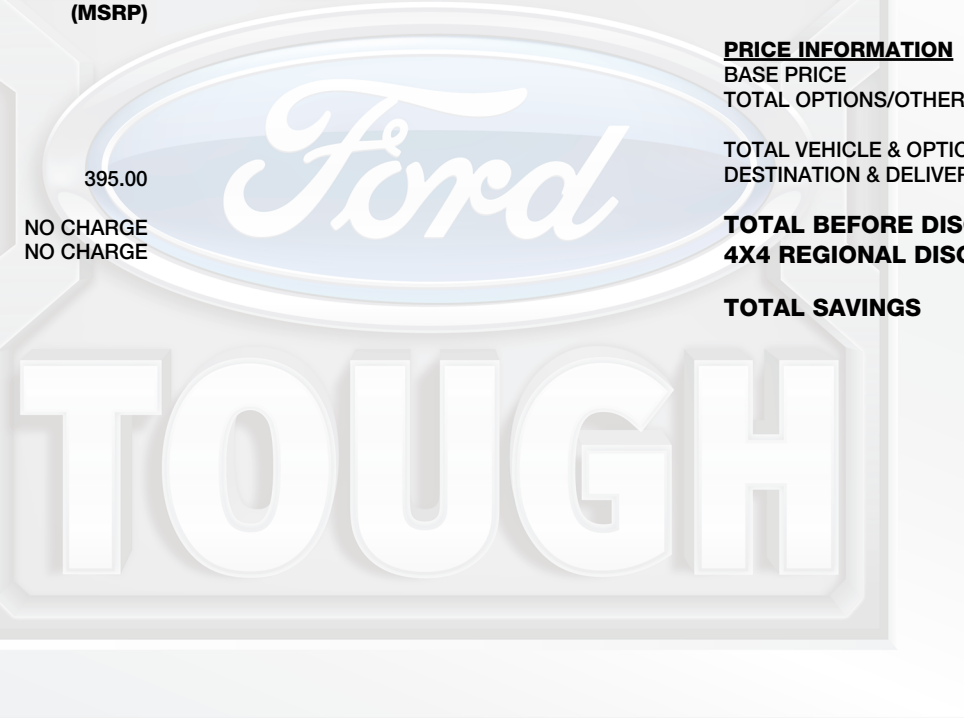 (MSRP)
395.00
NO CHARGE
NO CHARGE
PRICE INFORMATION
BASE PRICE
TOTAL OPTIONS/OTHER
TOTAL VEHICLE & OPTIO
DESTINATION & DELIVER
TOTAL BEFORE DIS
4X4 REGIONAL DISC
TOTAL SAVINGS
Ford
TOUGH